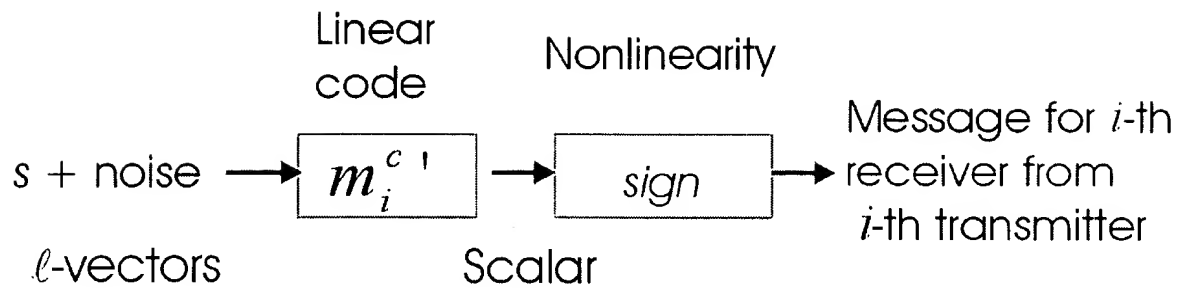 Linear
code
Nonlinearity
s + noise
m_i^c '
sign
Message for i-th
receiver from
i-th transmitter
ℓ-vectors
Scalar